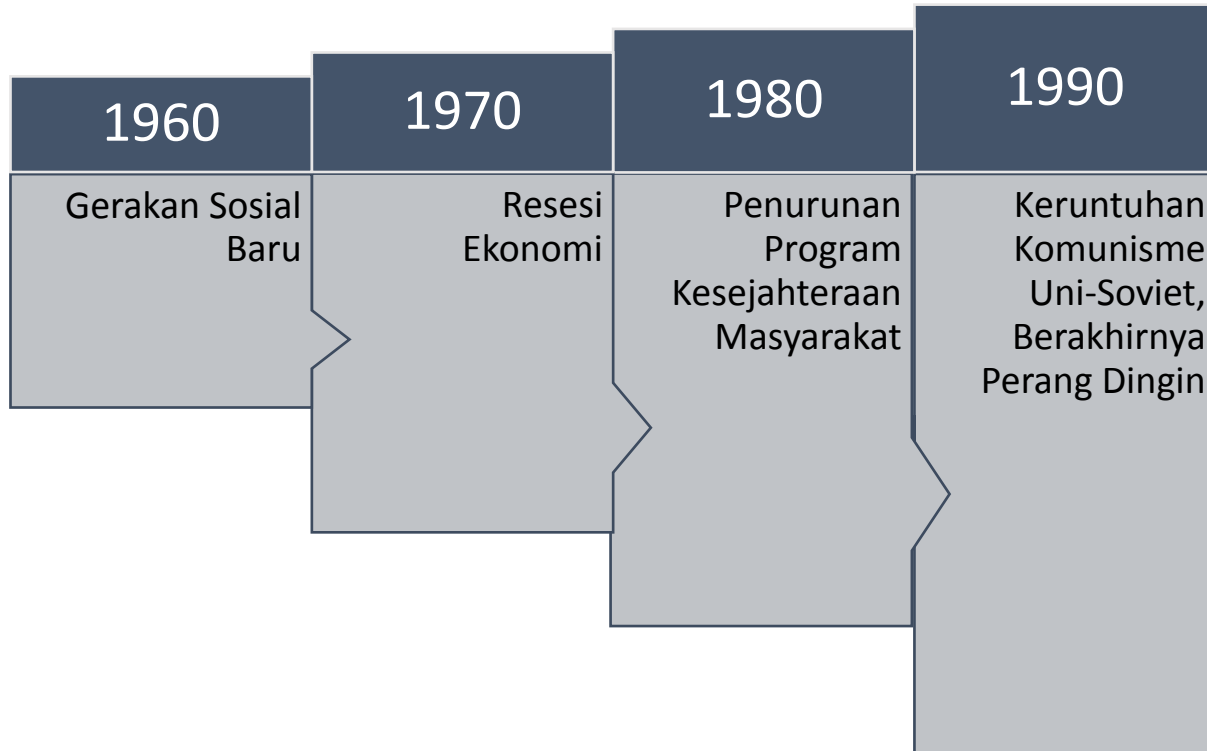 1960
Gerakan Sosial
Baru
1970
Resesi
Ekonomi
1980
Penurunan
Program
Kesejahteraan
Masyarakat
1990
Keruntuhan
Komunisme
Uni-Soviet,
Berakhirnya
Perang Dingin